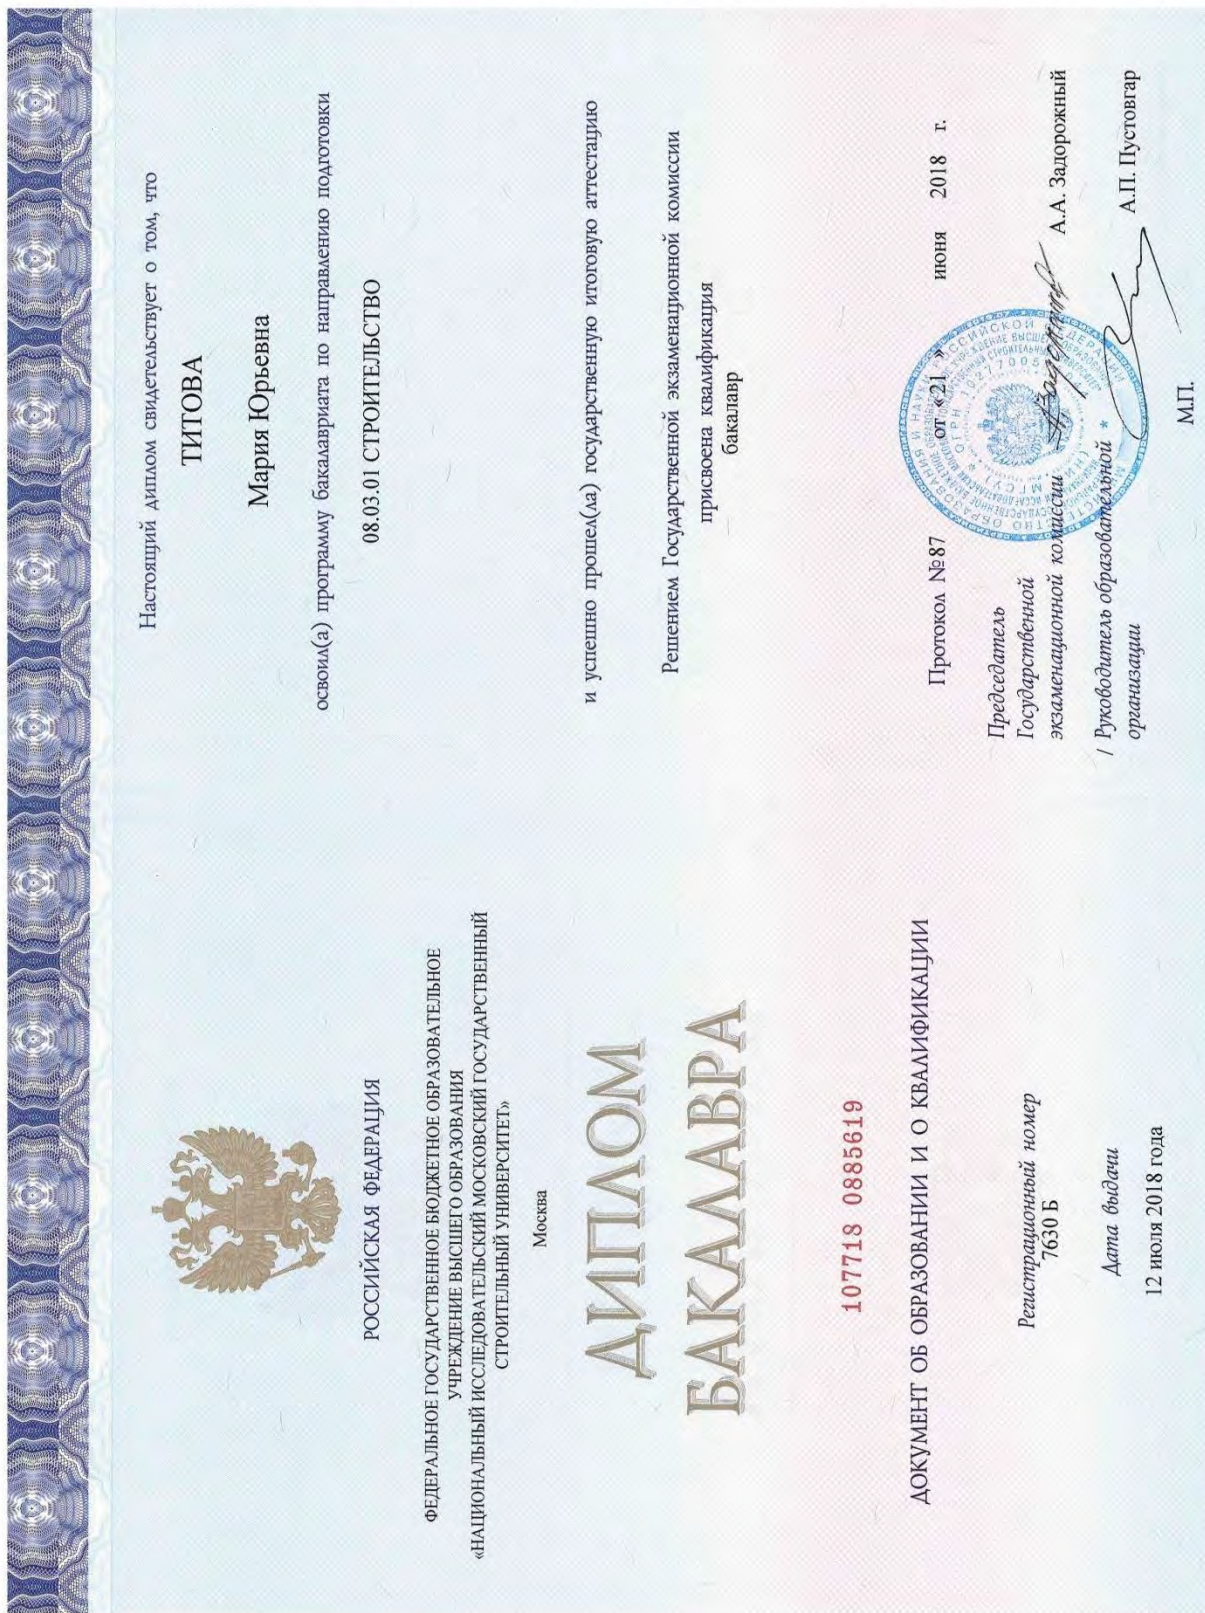 РОССИЙСКАЯ ФЕДЕРАЦИЯ
ФЕДЕРАЛЬНОЕ ГОСУДАРСТВЕННОЕ БЮДЖЕТНОЕ ОБРАЗОВАТЕЛЬНОЕ
УЧРЕЖДЕНИЕ ВЫСШЕГО ОБРАЗОВАНИЯ
«НАЦИОНАЛЬНЫЙ ИССЛЕДОВАТЕЛЬСКИЙ МОСКОВСКИЙ ГОСУДАРСТВЕННЫЙ
СТРОИТЕЛЬНЫЙ УНИВЕРСИТЕТ»
Москва
ДИПЛОМ
БАКАЛАВРА
107718 0885619
ДОКУМЕНТ ОБ ОБРАЗОВАНИИ И О КВАЛИФИКАЦИИ
Регистрационный номер
7630 Б
Дата выдачи
12 июля 2018 года
Настоящий диплом свидетельствует о том, что
ТИТОВА
Мария Юрьевна
освоил(а) программу бакалавриата по направлению подготовки
08.03.01 СТРОИТЕЛЬСТВО
и успешно прошел(ла) государственную итоговую аттестацию
Решением Государственной экзаменационной комиссии
присвоена квалификация
бакалавр
Протокол №87 от «21 » июня 2018 г.
Председатель
Государственной
экзаменационной комиссии А.А. Задорожный
/ Руководитель образовательной
организации А.П. Пустовгар
М.П.